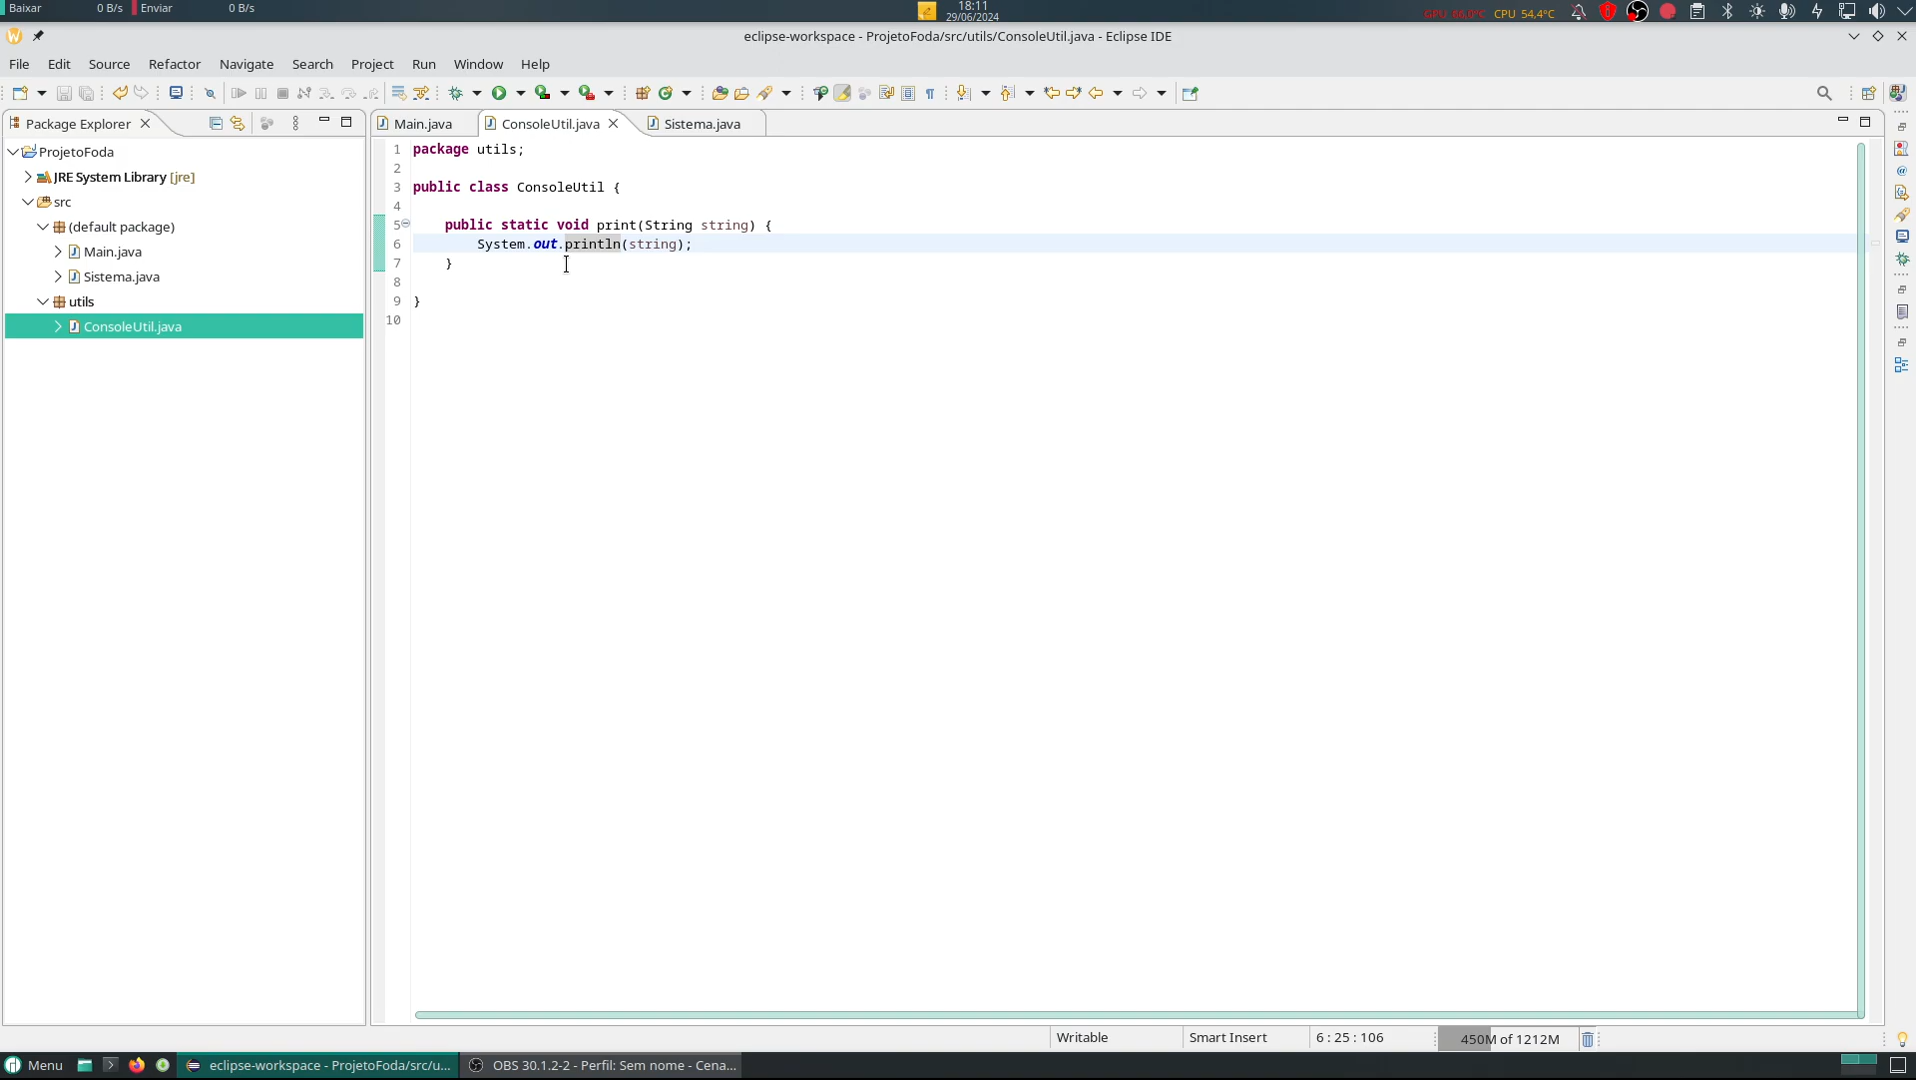 Baixar 0 B/s Enviar 0 B/s
18:11
29/06/2024
GPU 66,0°C CPU 54,4°C
eclipse-workspace - ProjetoFoda/src/utils/ConsoleUtil.java - Eclipse IDE
File Edit Source Refactor Navigate Search Project Run Window Help
Package Explorer
Main.java ConsoleUtil.java Sistema.java
ProjetoFoda
JRE System Library [jre]
src
(default package)
Main.java
Sistema.java
utils
ConsoleUtil.java
1 package utils;
2
3 public class ConsoleUtil {
4
5 public static void print(String string) {
6 System.out.println(string);
7 }
8
9 }
10
Writable Smart Insert 6 : 25 : 106 450M of 1212M
Menu eclipse-workspace - ProjetoFoda/src/u... OBS 30.1.2-2 - Perfil: Sem nome - Cena...